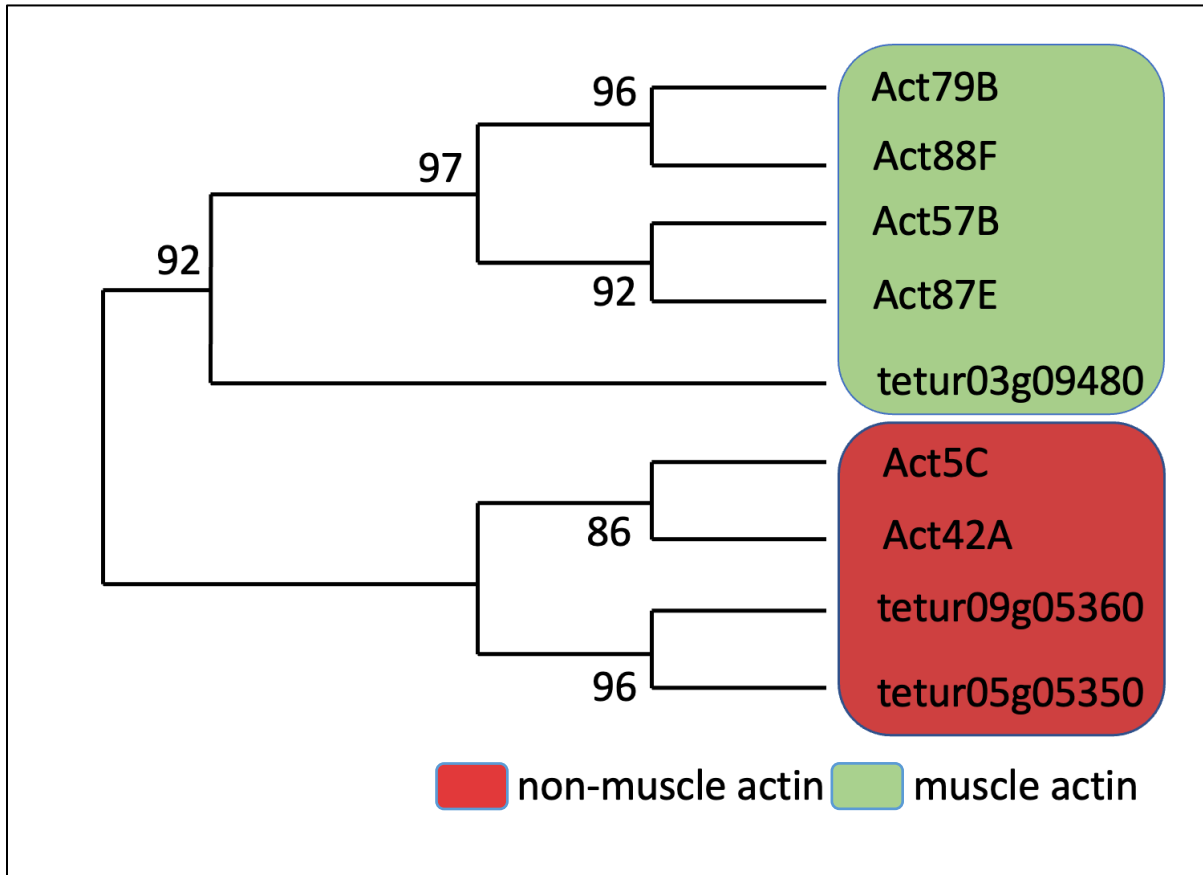 96
Act79B
Act88F
97
Act57B
92
92
Act87E
tetur03g09480
Act5C
86
Act42A
tetur09g05360
96
tetur05g05350
non-muscle actin
muscle actin